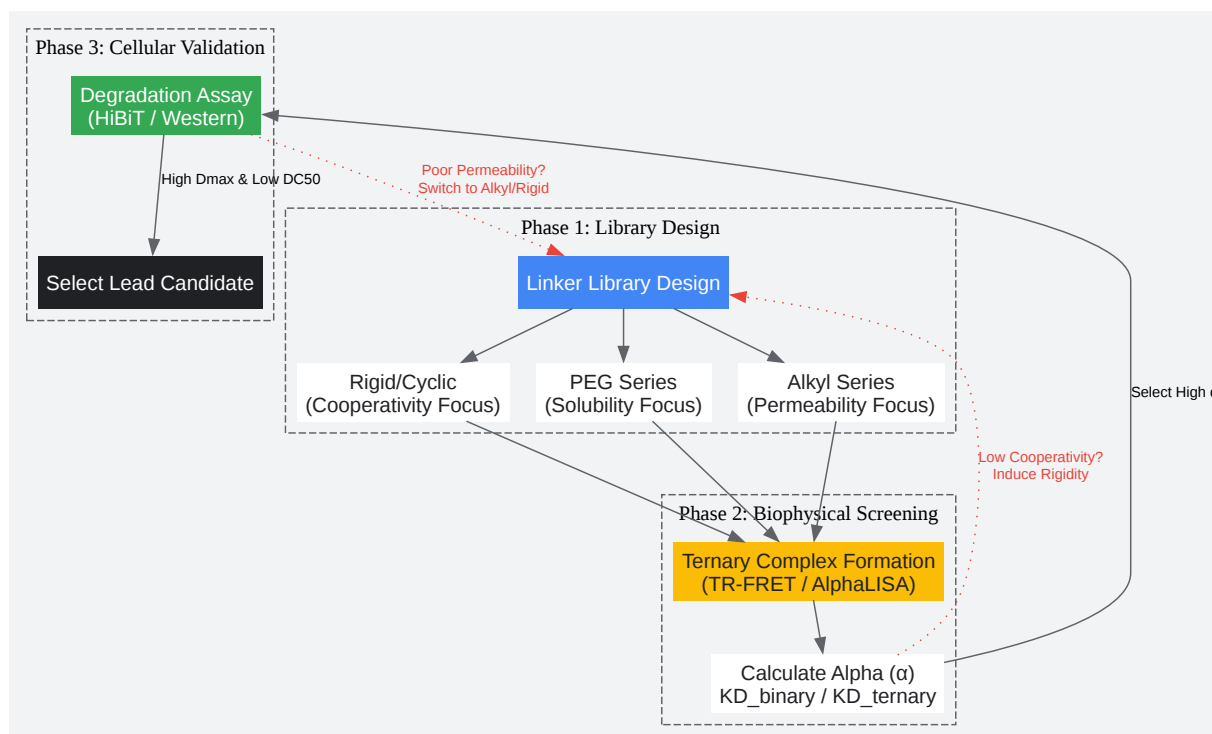 Phase 3: Cellular Validation
Degradation Assay
(HiBiT / Western)
High Dmax & Low DC50
Select Lead Candidate
Poor Permeability?
Switch to Alkyl/Rigid
Phase 1: Library Design
Linker Library Design
Rigid/Cyclic
(Cooperativity Focus)
PEG Series
(Solubility Focus)
Alkyl Series
(Permeability Focus)
Select High
Low Cooperativity?
Induce Rigidity
Phase 2: Biophysical Screening
Ternary Complex Formation
(TR-FRET / AlphaLISA)
Calculate Alpha (α)
KD_binary / KD_ternary